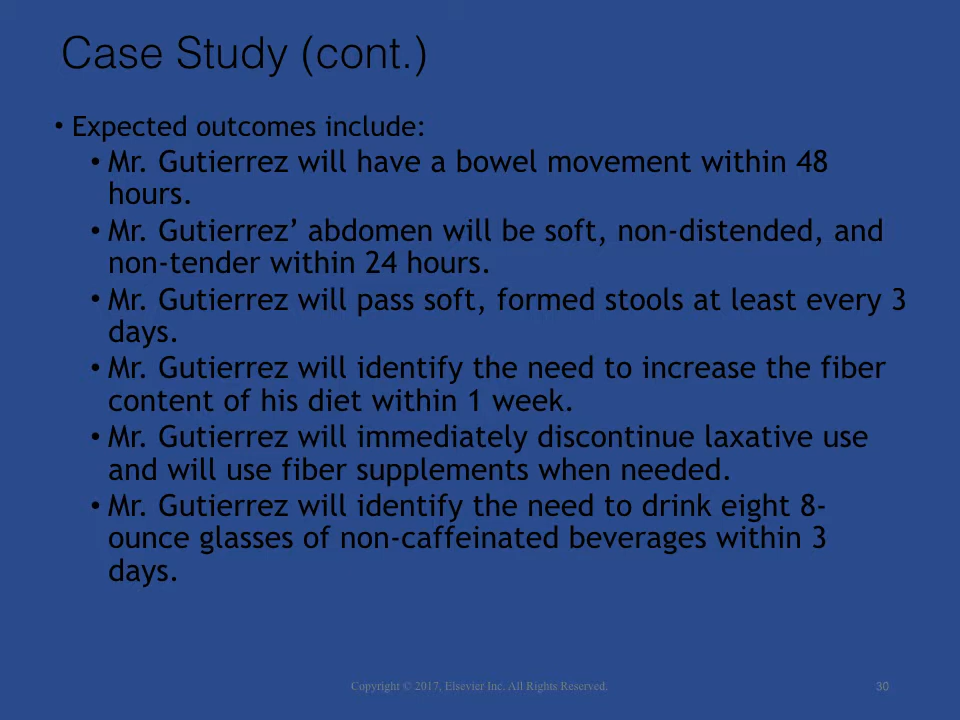 Case Study (cont.)
• Expected outcomes include:
• Mr. Gutierrez will have a bowel movement within 48
hours.
• Mr. Gutierrez’ abdomen will be soft, non-distended, and
non-tender within 24 hours.
• Mr. Gutierrez will pass soft, formed stools at least every 3
days.
• Mr. Gutierrez will identify the need to increase the fiber
content of his diet within 1 week.
• Mr. Gutierrez will immediately discontinue laxative use
and will use fiber supplements when needed.
• Mr. Gutierrez will identify the need to drink eight 8-
ounce glasses of non-caffeinated beverages within 3
days.
Copyright © 2017, Elsevier Inc. All Rights Reserved.
30